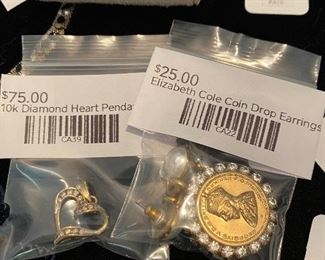 $75.00
10k Diamond Heart Penda
CA39
$25.00
Elizabeth Cole Coin Drop Earrings
CA22